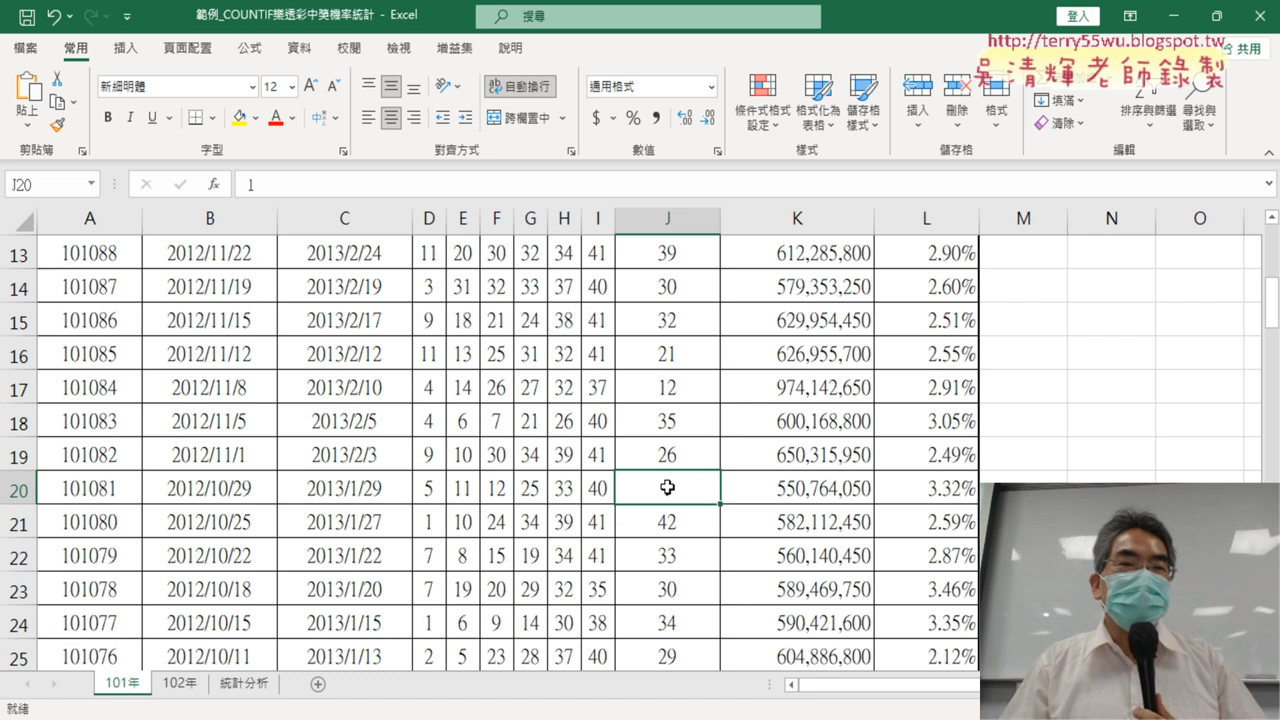 範例_COUNTIF樂透彩中獎機率統計 - Excel
搜尋
登入
http://terry55wu.blogspot.tw
吳清輝老師錄製
檔案 常用 插入 頁面配置 公式 資料 校閱 檢視 增益集 說明
共用
貼上
新細明體 12
B I U
自動換行
跨欄置中
通用格式
$ %
條件式格式設定
格式化為表格
儲存格樣式
插入 刪除 格式
填滿
清除
排序與篩選
尋找與選取
剪貼簿 字型 對齊方式 數值 樣式 儲存格 編輯
J20 fx 1
A B C D E F G H I J K L M N O
13 101088 2012/11/22 2013/2/24 11 20 30 32 34 41 39 612,285,800 2.90%
14 101087 2012/11/19 2013/2/19 3 31 32 33 37 40 30 579,353,250 2.60%
15 101086 2012/11/15 2013/2/17 9 18 21 24 38 41 32 629,954,450 2.51%
16 101085 2012/11/12 2013/2/12 11 13 25 31 32 41 21 626,955,700 2.55%
17 101084 2012/11/8 2013/2/10 4 14 26 27 32 37 12 974,142,650 2.91%
18 101083 2012/11/5 2013/2/5 4 6 7 21 26 40 35 600,168,800 3.05%
19 101082 2012/11/1 2013/2/3 9 10 30 34 39 41 26 650,315,950 2.49%
20 101081 2012/10/29 2013/1/29 5 11 12 25 33 40 550,764,050 3.32%
21 101080 2012/10/25 2013/1/27 1 10 24 34 39 41 42 582,112,450 2.59%
22 101079 2012/10/22 2013/1/22 7 8 15 19 34 41 33 560,140,450 2.87%
23 101078 2012/10/18 2013/1/20 7 19 20 29 32 35 30 589,469,750 3.46%
24 101077 2012/10/15 2013/1/15 1 6 9 14 30 38 34 590,421,600 3.35%
25 101076 2012/10/11 2013/1/13 2 5 23 28 37 40 29 604,886,800 2.12%
101年 102年 統計分析
就緒